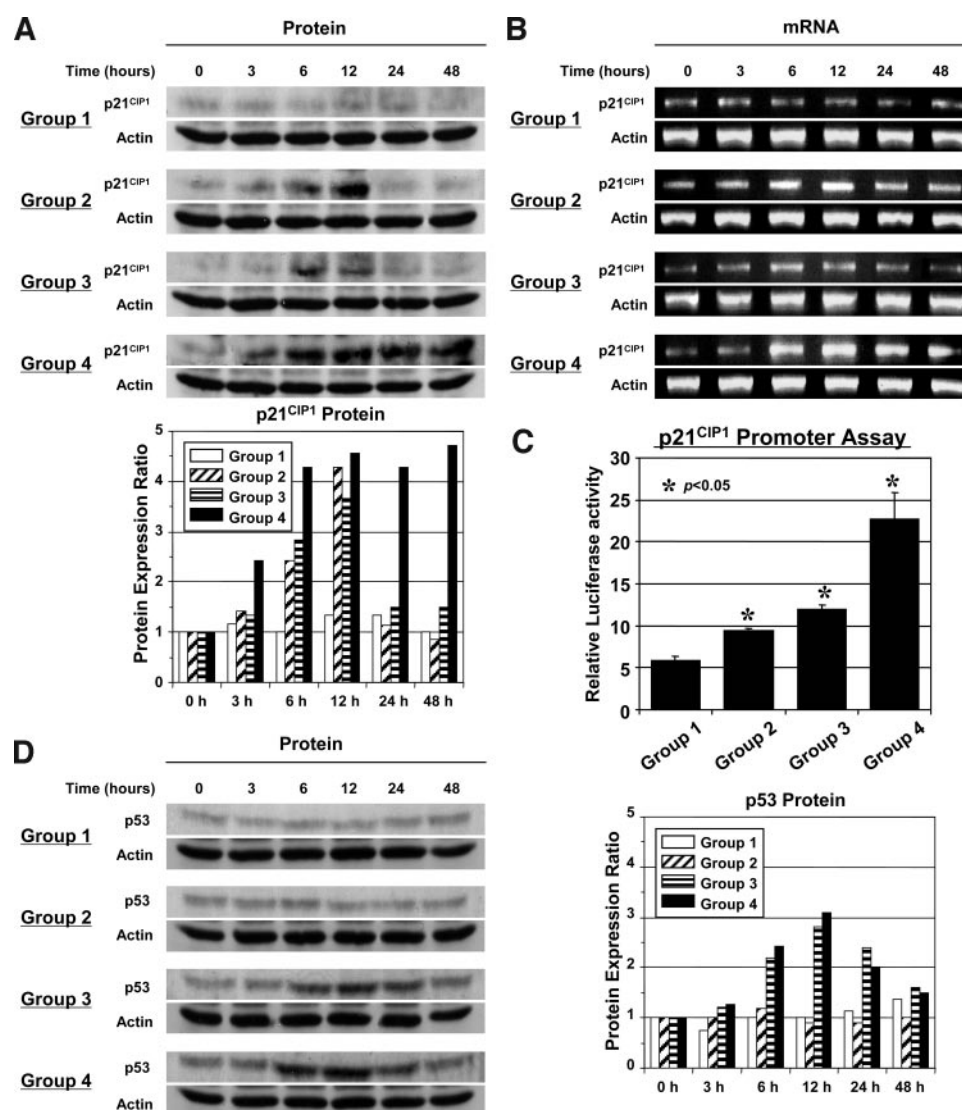 A
Protein
Time (hours) 0 3 6 12 24 48
Group 1 p21CIP1
Actin
Group 2 p21CIP1
Actin
Group 3 p21CIP1
Actin
Group 4 p21CIP1
Actin
p21CIP1 Protein
Protein Expression Ratio
5
4
2
1
0
Group 1
Group 2
Group 3
Group 4
0 h 3 h 6 h 12 h 24 h 48 h
B
mRNA
0 3 6 12 24 48
Group 1 p21CIP1
Actin
Group 2 p21CIP1
Actin
Group 3 p21CIP1
Actin
Group 4 p21CIP1
Actin
C
p21CIP1 Promoter Assay
Relative Luciferase activity
30
25
20
15
10
5
0
* p<0.05
*
*
*
Group 1 Group 2 Group 3 Group 4
D
Protein
Time (hours) 0 3 6 12 24 48
Group 1 p53
Actin
Group 2 p53
Actin
Group 3 p53
Actin
Group 4 p53
Actin
p53 Protein
Protein Expression Ratio
5
3
2
1
0
Group 1
Group 2
Group 3
Group 4
0 h 3 h 6 h 12 h 24 h 48 h